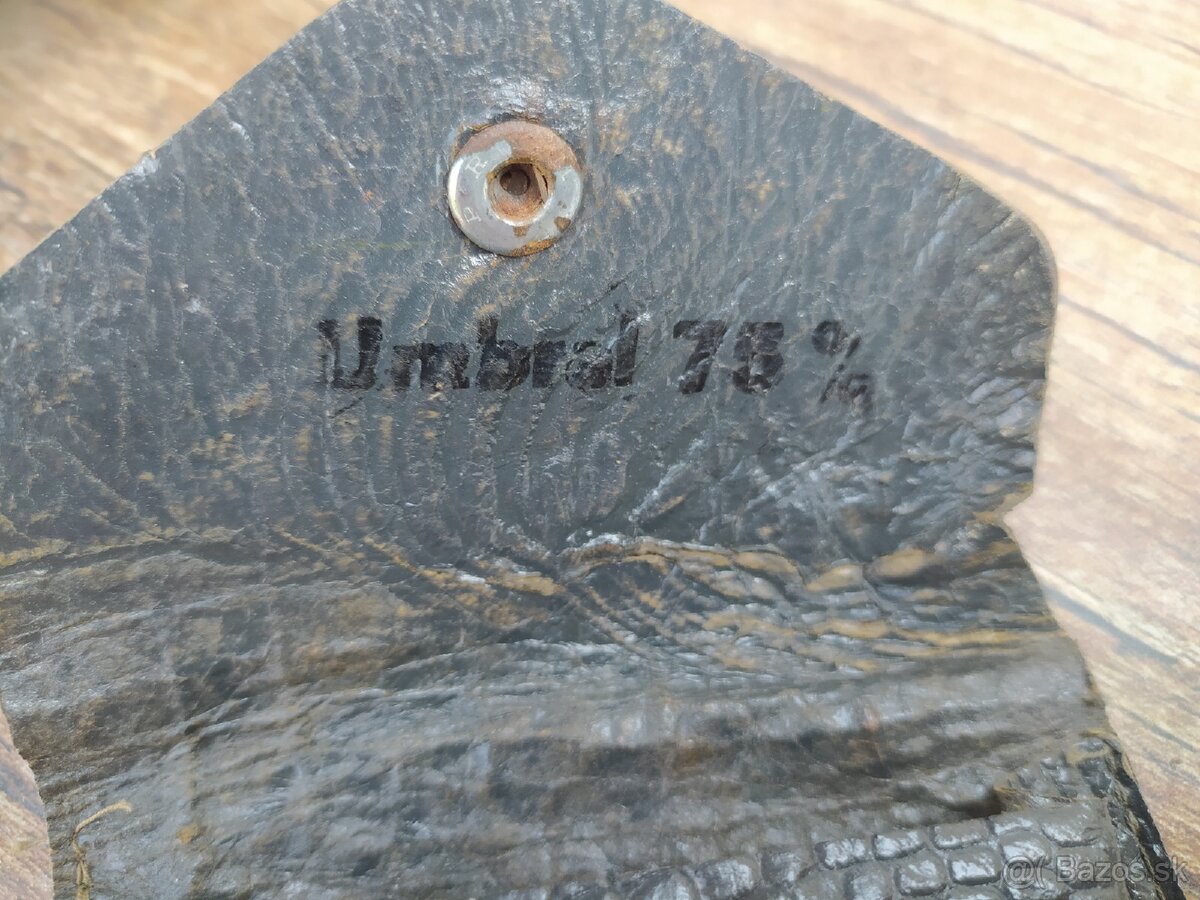 Umbral 75 %
@( Bazos.sk